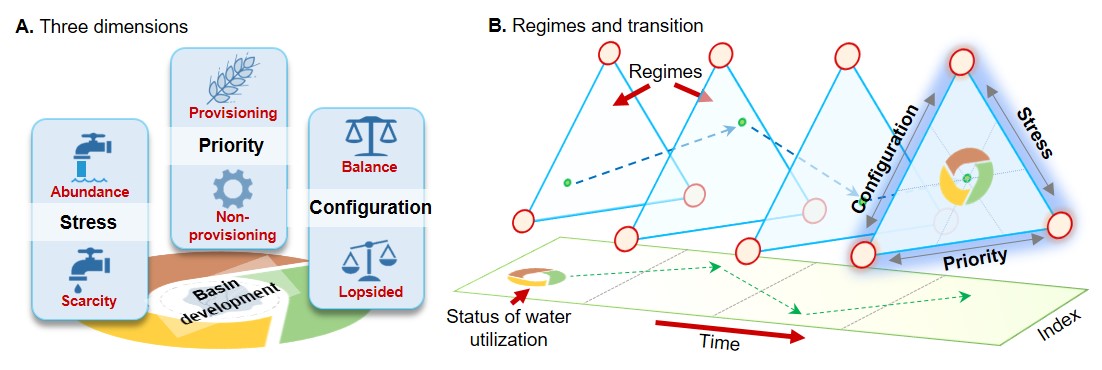 A. Three dimensions
Provisioning
Priority
Non-
provisioning
Abundance
Stress
Scarcity
Balance
Configuration
Lopsided
Basin
development
B. Regimes and transition
Regimes
Configuration
Stress
Priority
Status of water
utilization
Time
Index